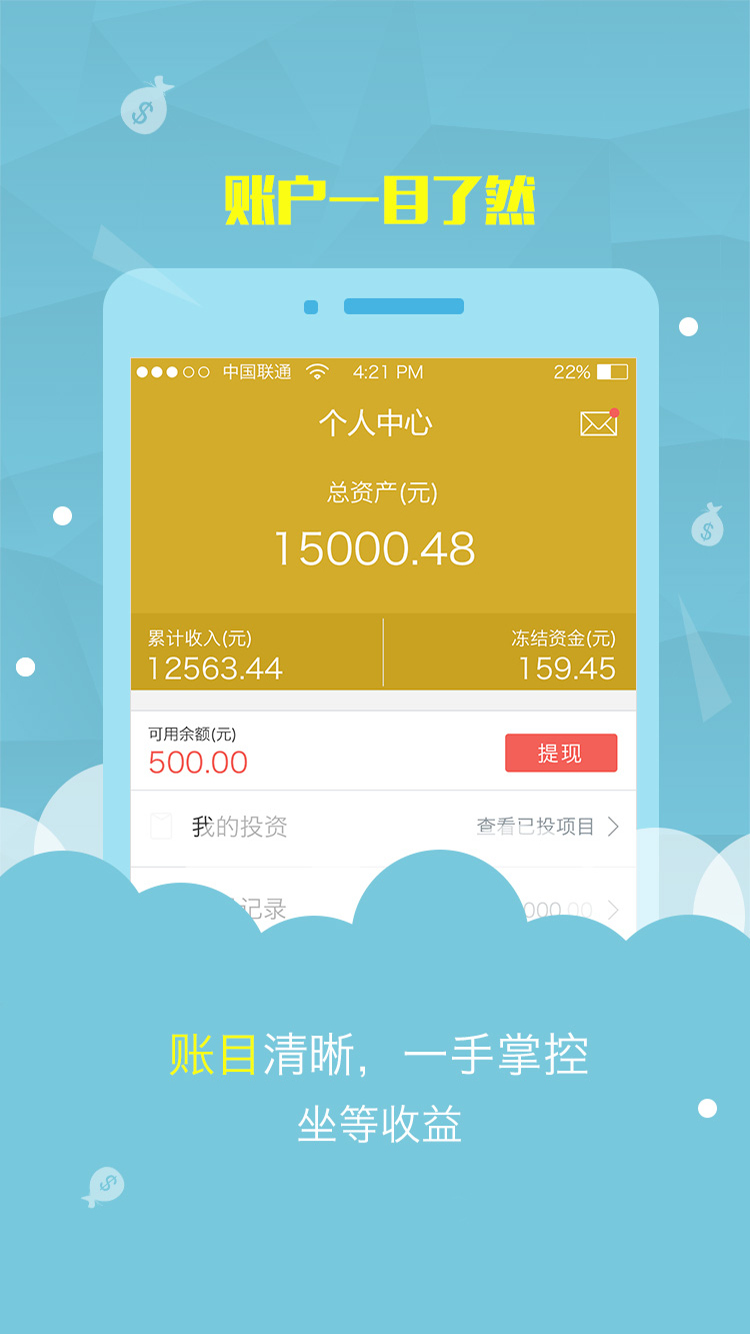 账户一目了然
中国联通 4:21 PM 22%
个人中心
总资产(元)
15000.48
累计收入(元) 冻结资金(元)
12563.44 159.45
可用余额(元)
500.00 提现
我的投资 查看已投项目
记录 000.00
账目清晰，一手掌控
坐等收益